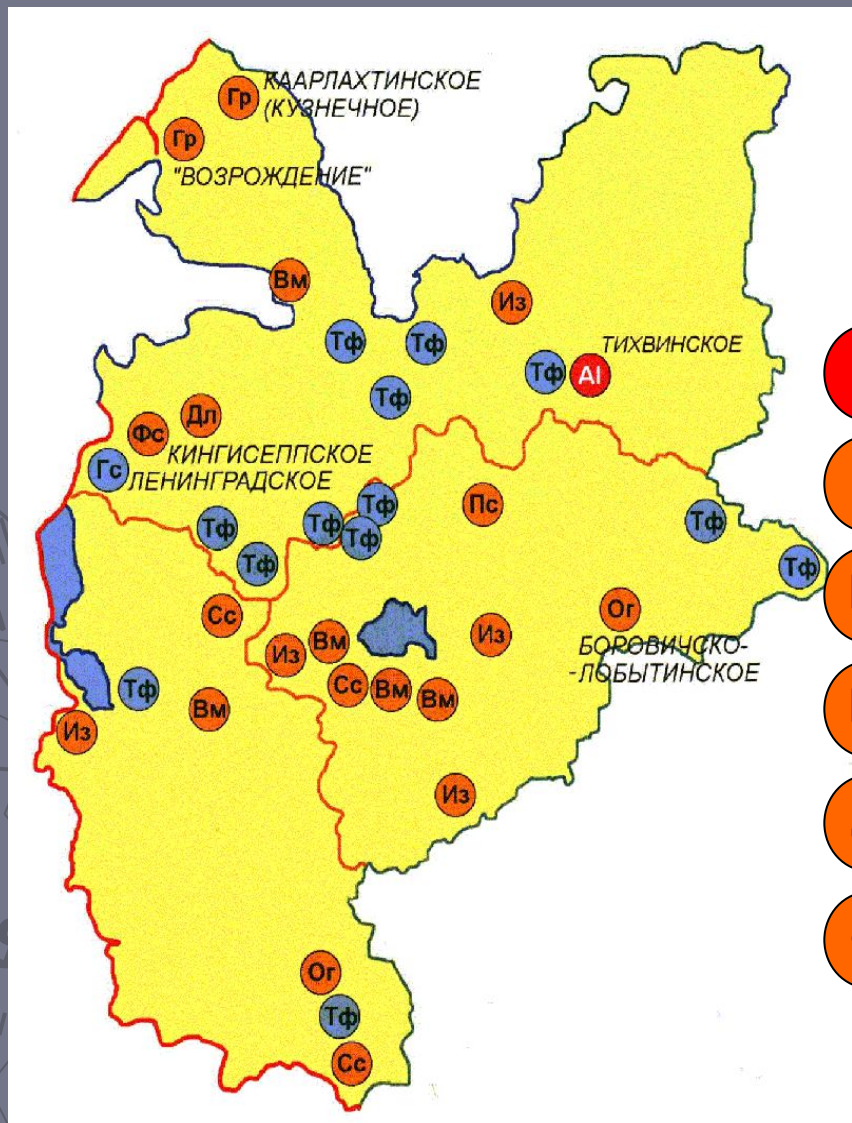 Гр
КААРЛАХТИНСКОЕ
(КУЗНЕЧНОЕ)
Гр
"ВОЗРОЖДЕНИЕ"
Вм
Из
Тф
Тф
ТИХВИНСКОЕ
Тф
Al
Тф
Дл
Фс
КИНГИСЕППСКОЕ
Гс
ЛЕНИНГРАДСКОЕ
Тф
Пс
Тф
Тф
Тф
Тф
Тф
Тф
Сс
Ог
Вм
Из
Из
БОРОВИЧСКО-
-ЛОБЫТИНСКОЕ
Сс
Вм
Вм
Тф
Вм
Из
Из
Ог
Тф
Сс